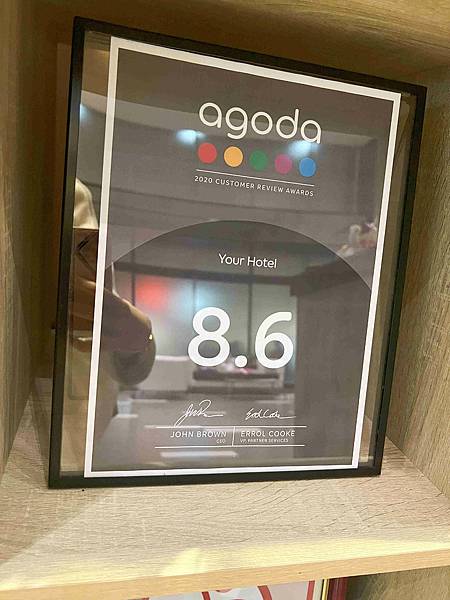 agoda
2020 CUSTOMER REVIEW AWARDS
Your Hotel
8.6
JOHN BROWN
CEO
ERROL COOKE
VP, PARTNER SERVICES